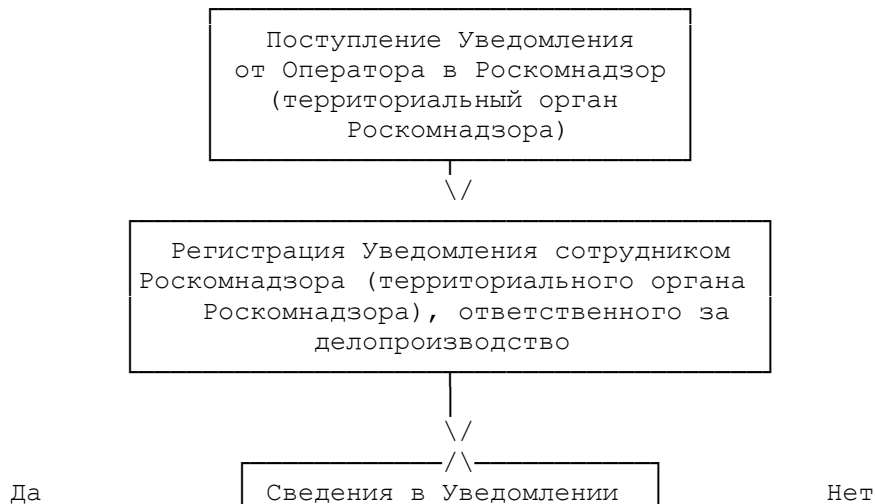 Поступление Уведомления
от Оператора в Роскомнадзор
(территориальный орган
Роскомнадзора)
\/
Регистрация Уведомления сотрудником
Роскомнадзора (территориального органа
Роскомнадзора), ответственного за
делопроизводство
\/
/\
Да Сведения в Уведомлении Нет